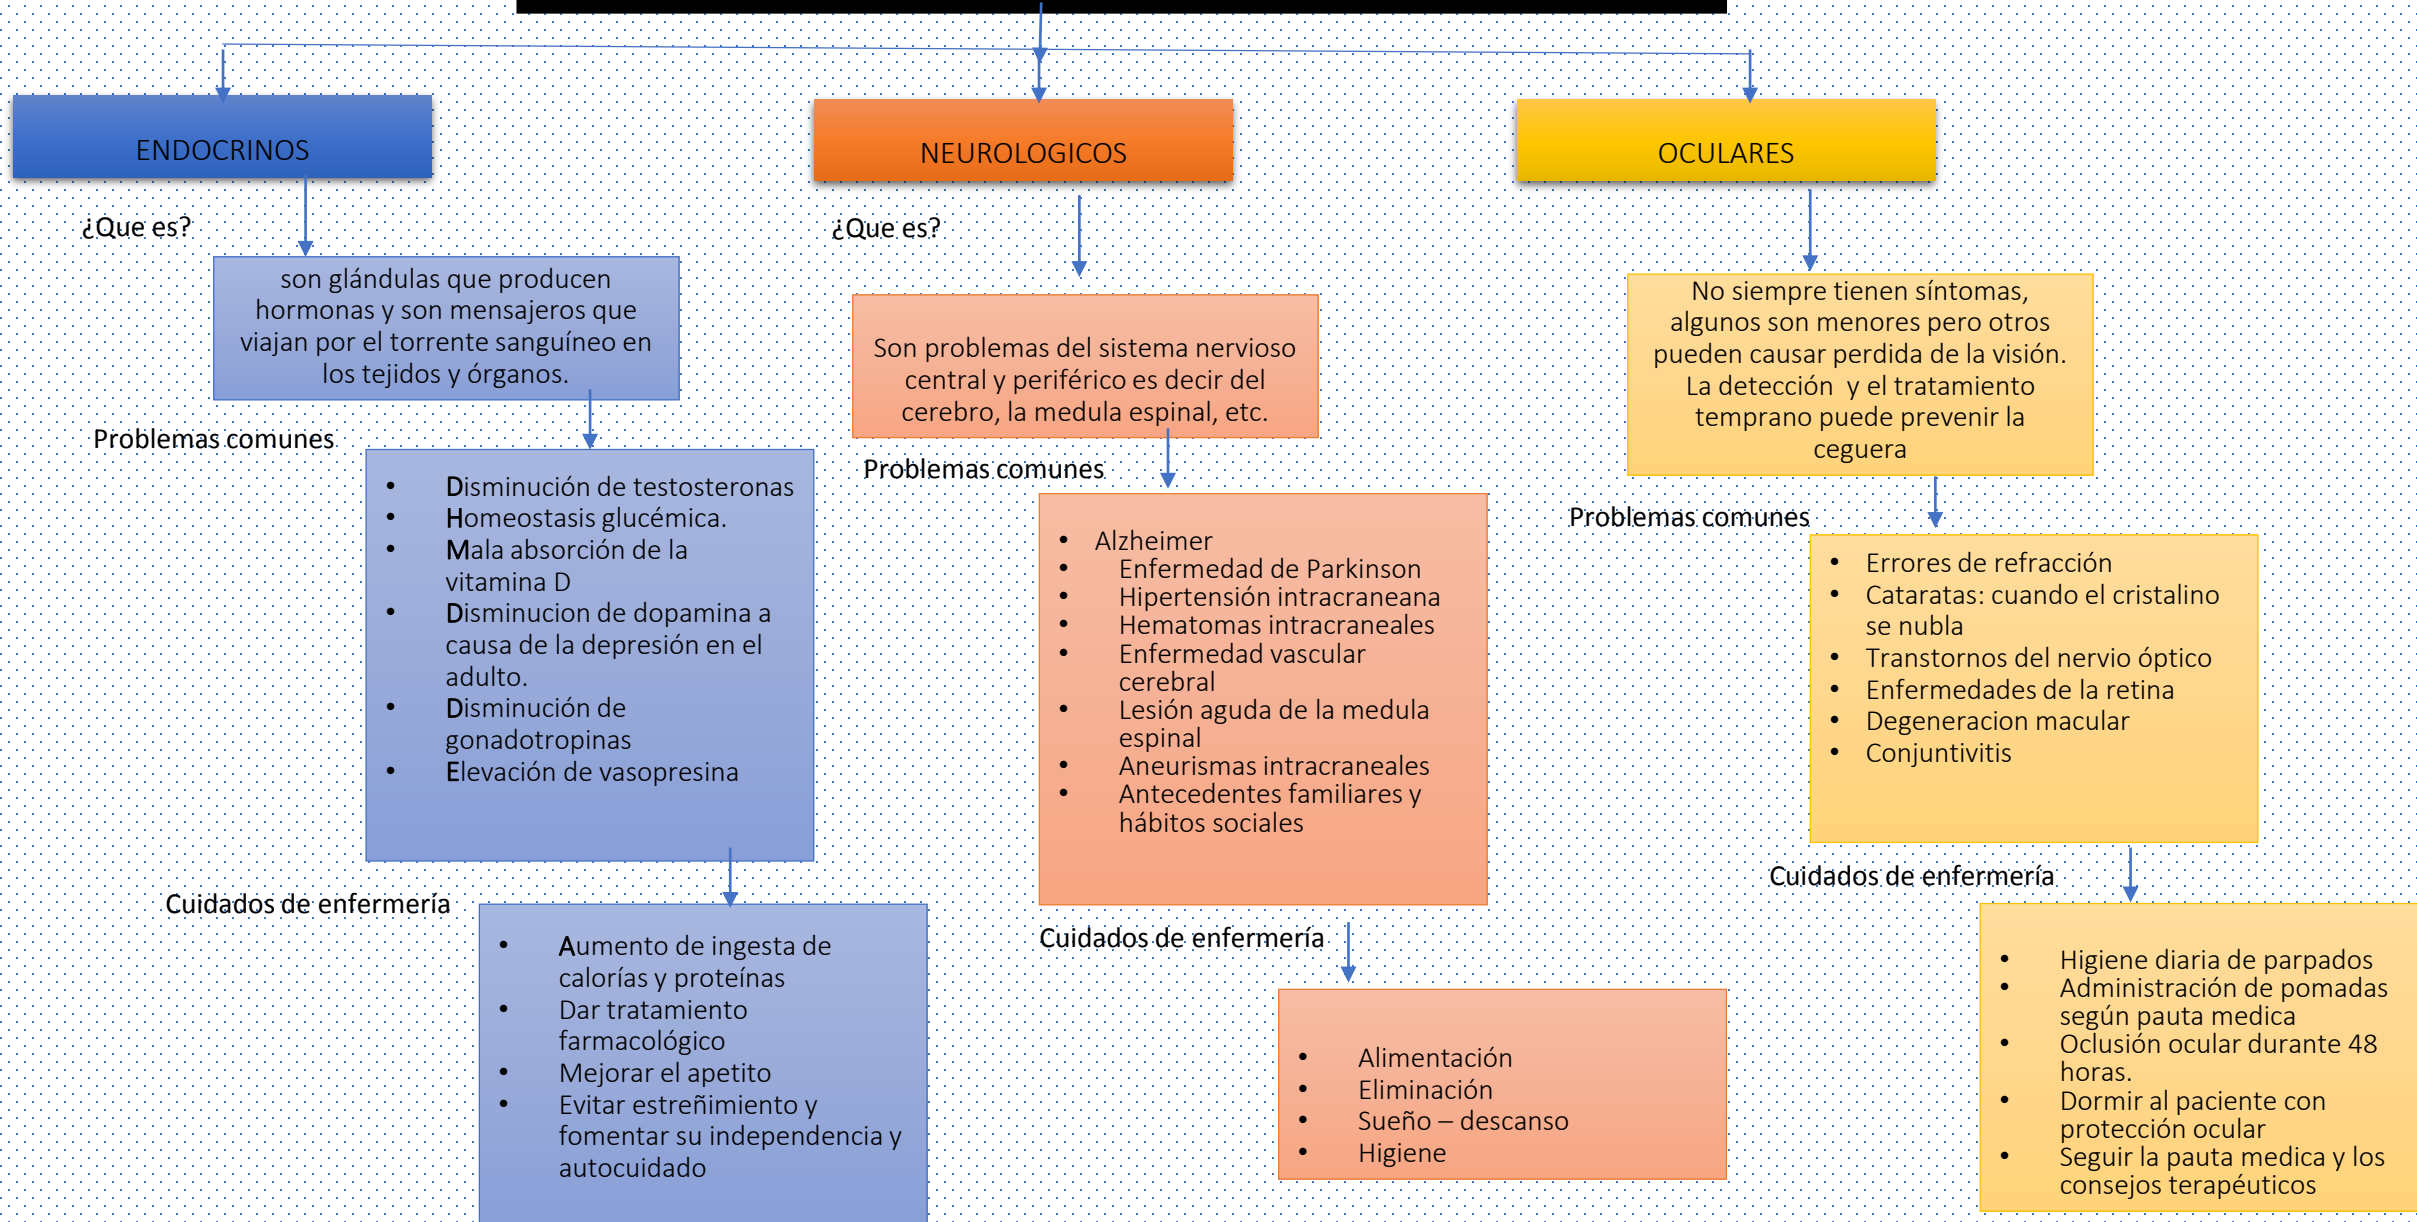 ENDOCRINOS
¿Que es?
son glándulas que producen
hormonas y son mensajeros que
viajan por el torrente sanguíneo en
los tejidos y órganos.
Problemas comunes
• Disminución de testosteronas
• Homeostasis glucémica.
• Mala absorción de la
vitamina D
• Disminucion de dopamina a
causa de la depresión en el
adulto.
• Disminución de
gonadotropinas
• Elevación de vasopresina
Cuidados de enfermería
• Aumento de ingesta de
calorías y proteínas
• Dar tratamiento
farmacológico
• Mejorar el apetito
• Evitar estreñimiento y
fomentar su independencia y
autocuidado
NEUROLOGICOS
¿Que es?
Son problemas del sistema nervioso
central y periférico es decir del
cerebro, la medula espinal, etc.
Problemas comunes
• Alzheimer
• Enfermedad de Parkinson
• Hipertensión intracraneana
• Hematomas intracraneales
• Enfermedad vascular
cerebral
• Lesión aguda de la medula
espinal
• Aneurismas intracraneales
• Antecedentes familiares y
hábitos sociales
Cuidados de enfermería
• Alimentación
• Eliminación
• Sueño – descanso
• Higiene
OCULARES
No siempre tienen síntomas,
algunos son menores pero otros
pueden causar perdida de la visión.
La detección y el tratamiento
temprano puede prevenir la
ceguera
Problemas comunes
• Errores de refracción
• Cataratas: cuando el cristalino
se nubla
• Transtornos del nervio óptico
• Enfermedades de la retina
• Degeneracion macular
• Conjuntivitis
Cuidados de enfermería
• Higiene diaria de parpados
• Administración de pomadas
según pauta medica
• Oclusión ocular durante 48
horas.
• Dormir al paciente con
protección ocular
• Seguir la pauta medica y los
consejos terapéuticos